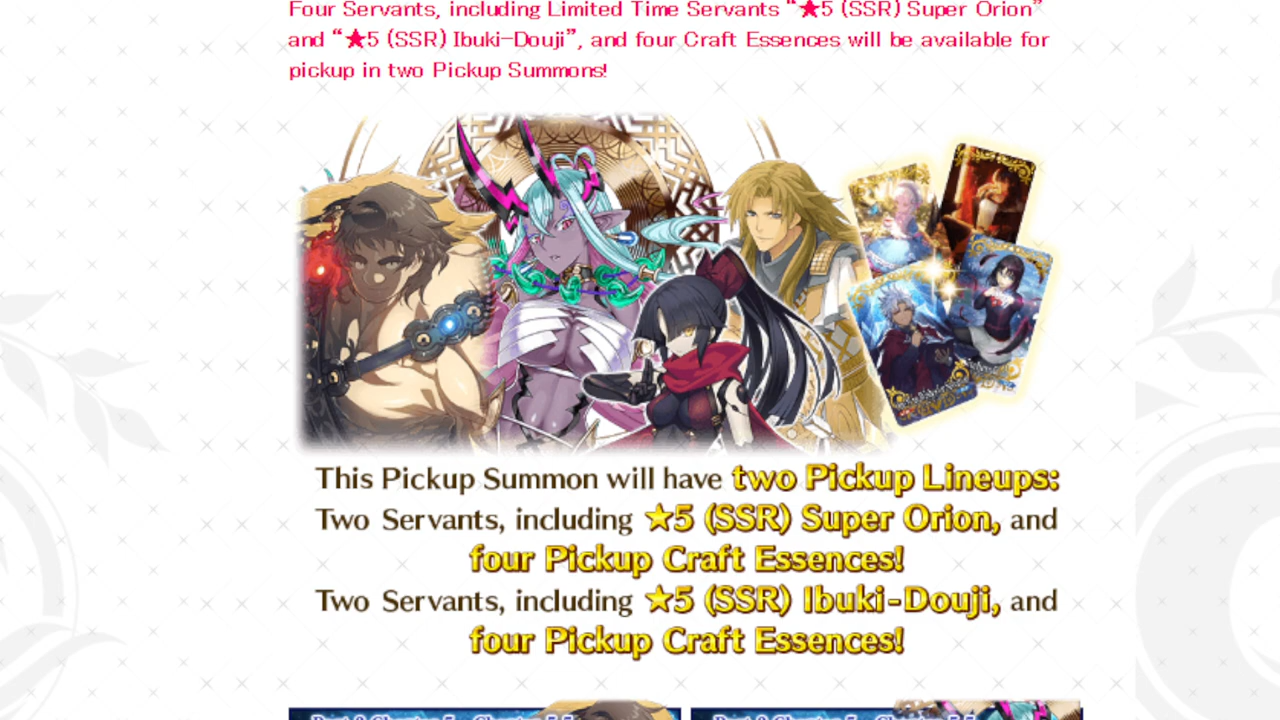 Four Servants, including Limited Time Servants “★5 (SSR) Super Orion”
and “★5 (SSR) Ibuki-Douji”, and four Craft Essences will be available for
pickup in two Pickup Summons!
This Pickup Summon will have two Pickup Lineups:
Two Servants, including ★5 (SSR) Super Orion, and
four Pickup Craft Essences!
Two Servants, including ★5 (SSR) Ibuki-Douji, and
four Pickup Craft Essences!